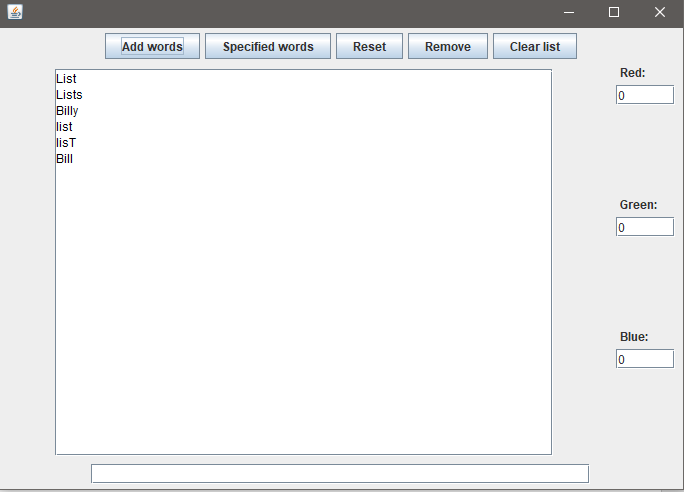 Add words Specified words Reset Remove Clear list
List
Lists
Billy
list
lisT
Bill
Red:
0
Green:
0
Blue:
0